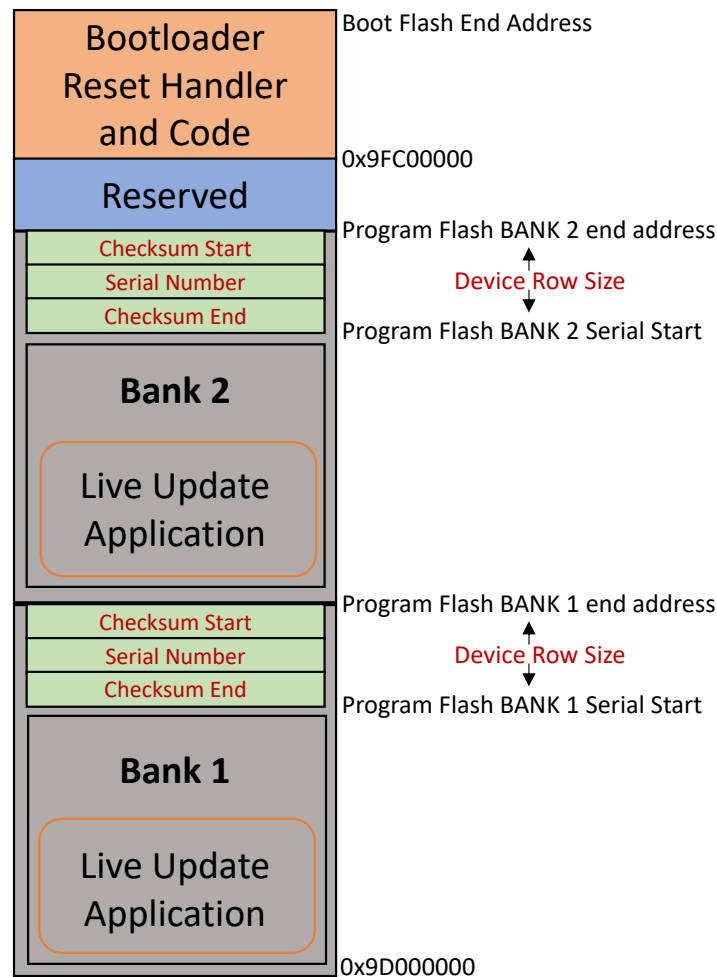 Bootloader
Reset Handler
and Code
Boot Flash End Address
0x9FC00000
Reserved
Program Flash BANK 2 end address
Checksum Start
Serial Number
Device Row Size
Checksum End
Program Flash BANK 2 Serial Start
Bank 2
Live Update
Application
Program Flash BANK 1 end address
Checksum Start
Serial Number
Device Row Size
Checksum End
Program Flash BANK 1 Serial Start
Bank 1
Live Update
Application
0x9D000000